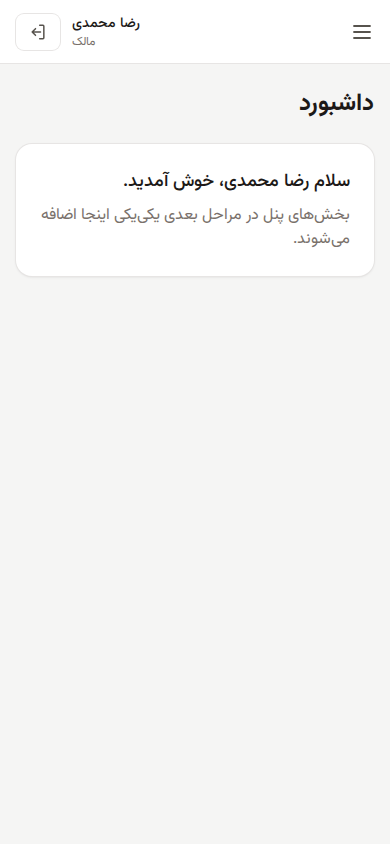 رضا محمدی
مالک
داشبورد
سلام رضا محمدی، خوش آمدید.
بخش‌های پنل در مراحل بعدی یکی‌یکی اینجا اضافه
می‌شوند.